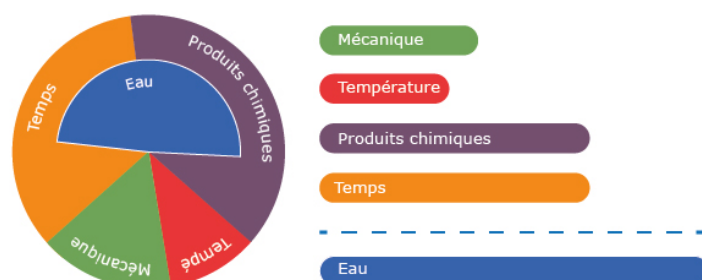 Temps
Produits chimiques
Eau
Mécanique
Tempé
Mécanique
Température
Produits chimiques
Temps
Eau